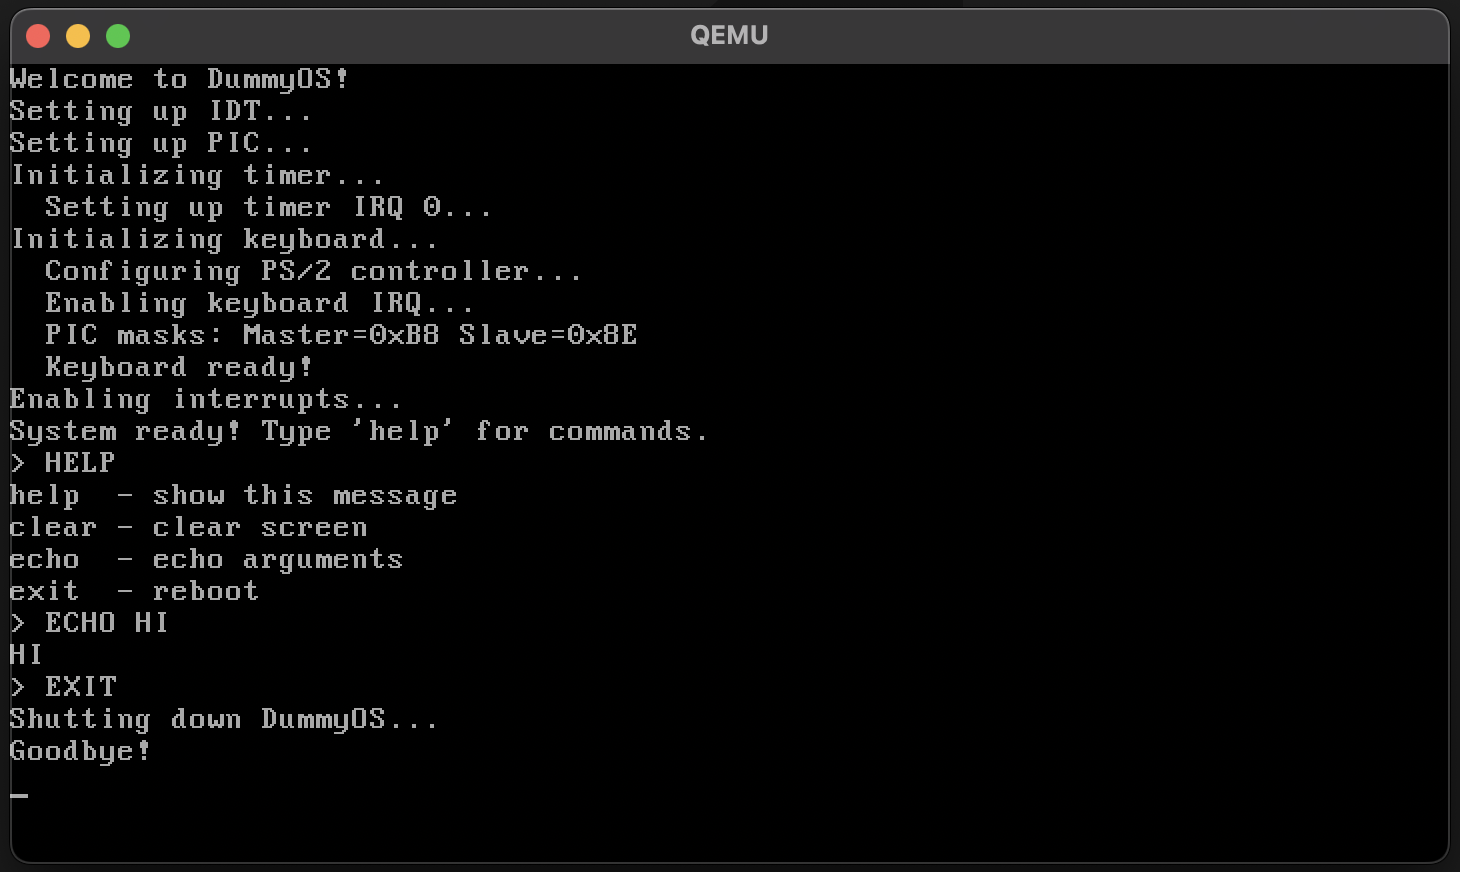 QEMU
Welcome to DummyOS!
Setting up IDT...
Setting up PIC...
Initializing timer...
  Setting up timer IRQ 0...
Initializing keyboard...
  Configuring PS/2 controller...
  Enabling keyboard IRQ...
  PIC masks: Master=0xB8 Slave=0x8E
  Keyboard ready!
Enabling interrupts...
System ready! Type 'help' for commands.
> HELP
help  - show this message
clear - clear screen
echo  - echo arguments
exit  - reboot
> ECHO HI
HI
> EXIT
Shutting down DummyOS...
Goodbye!
_